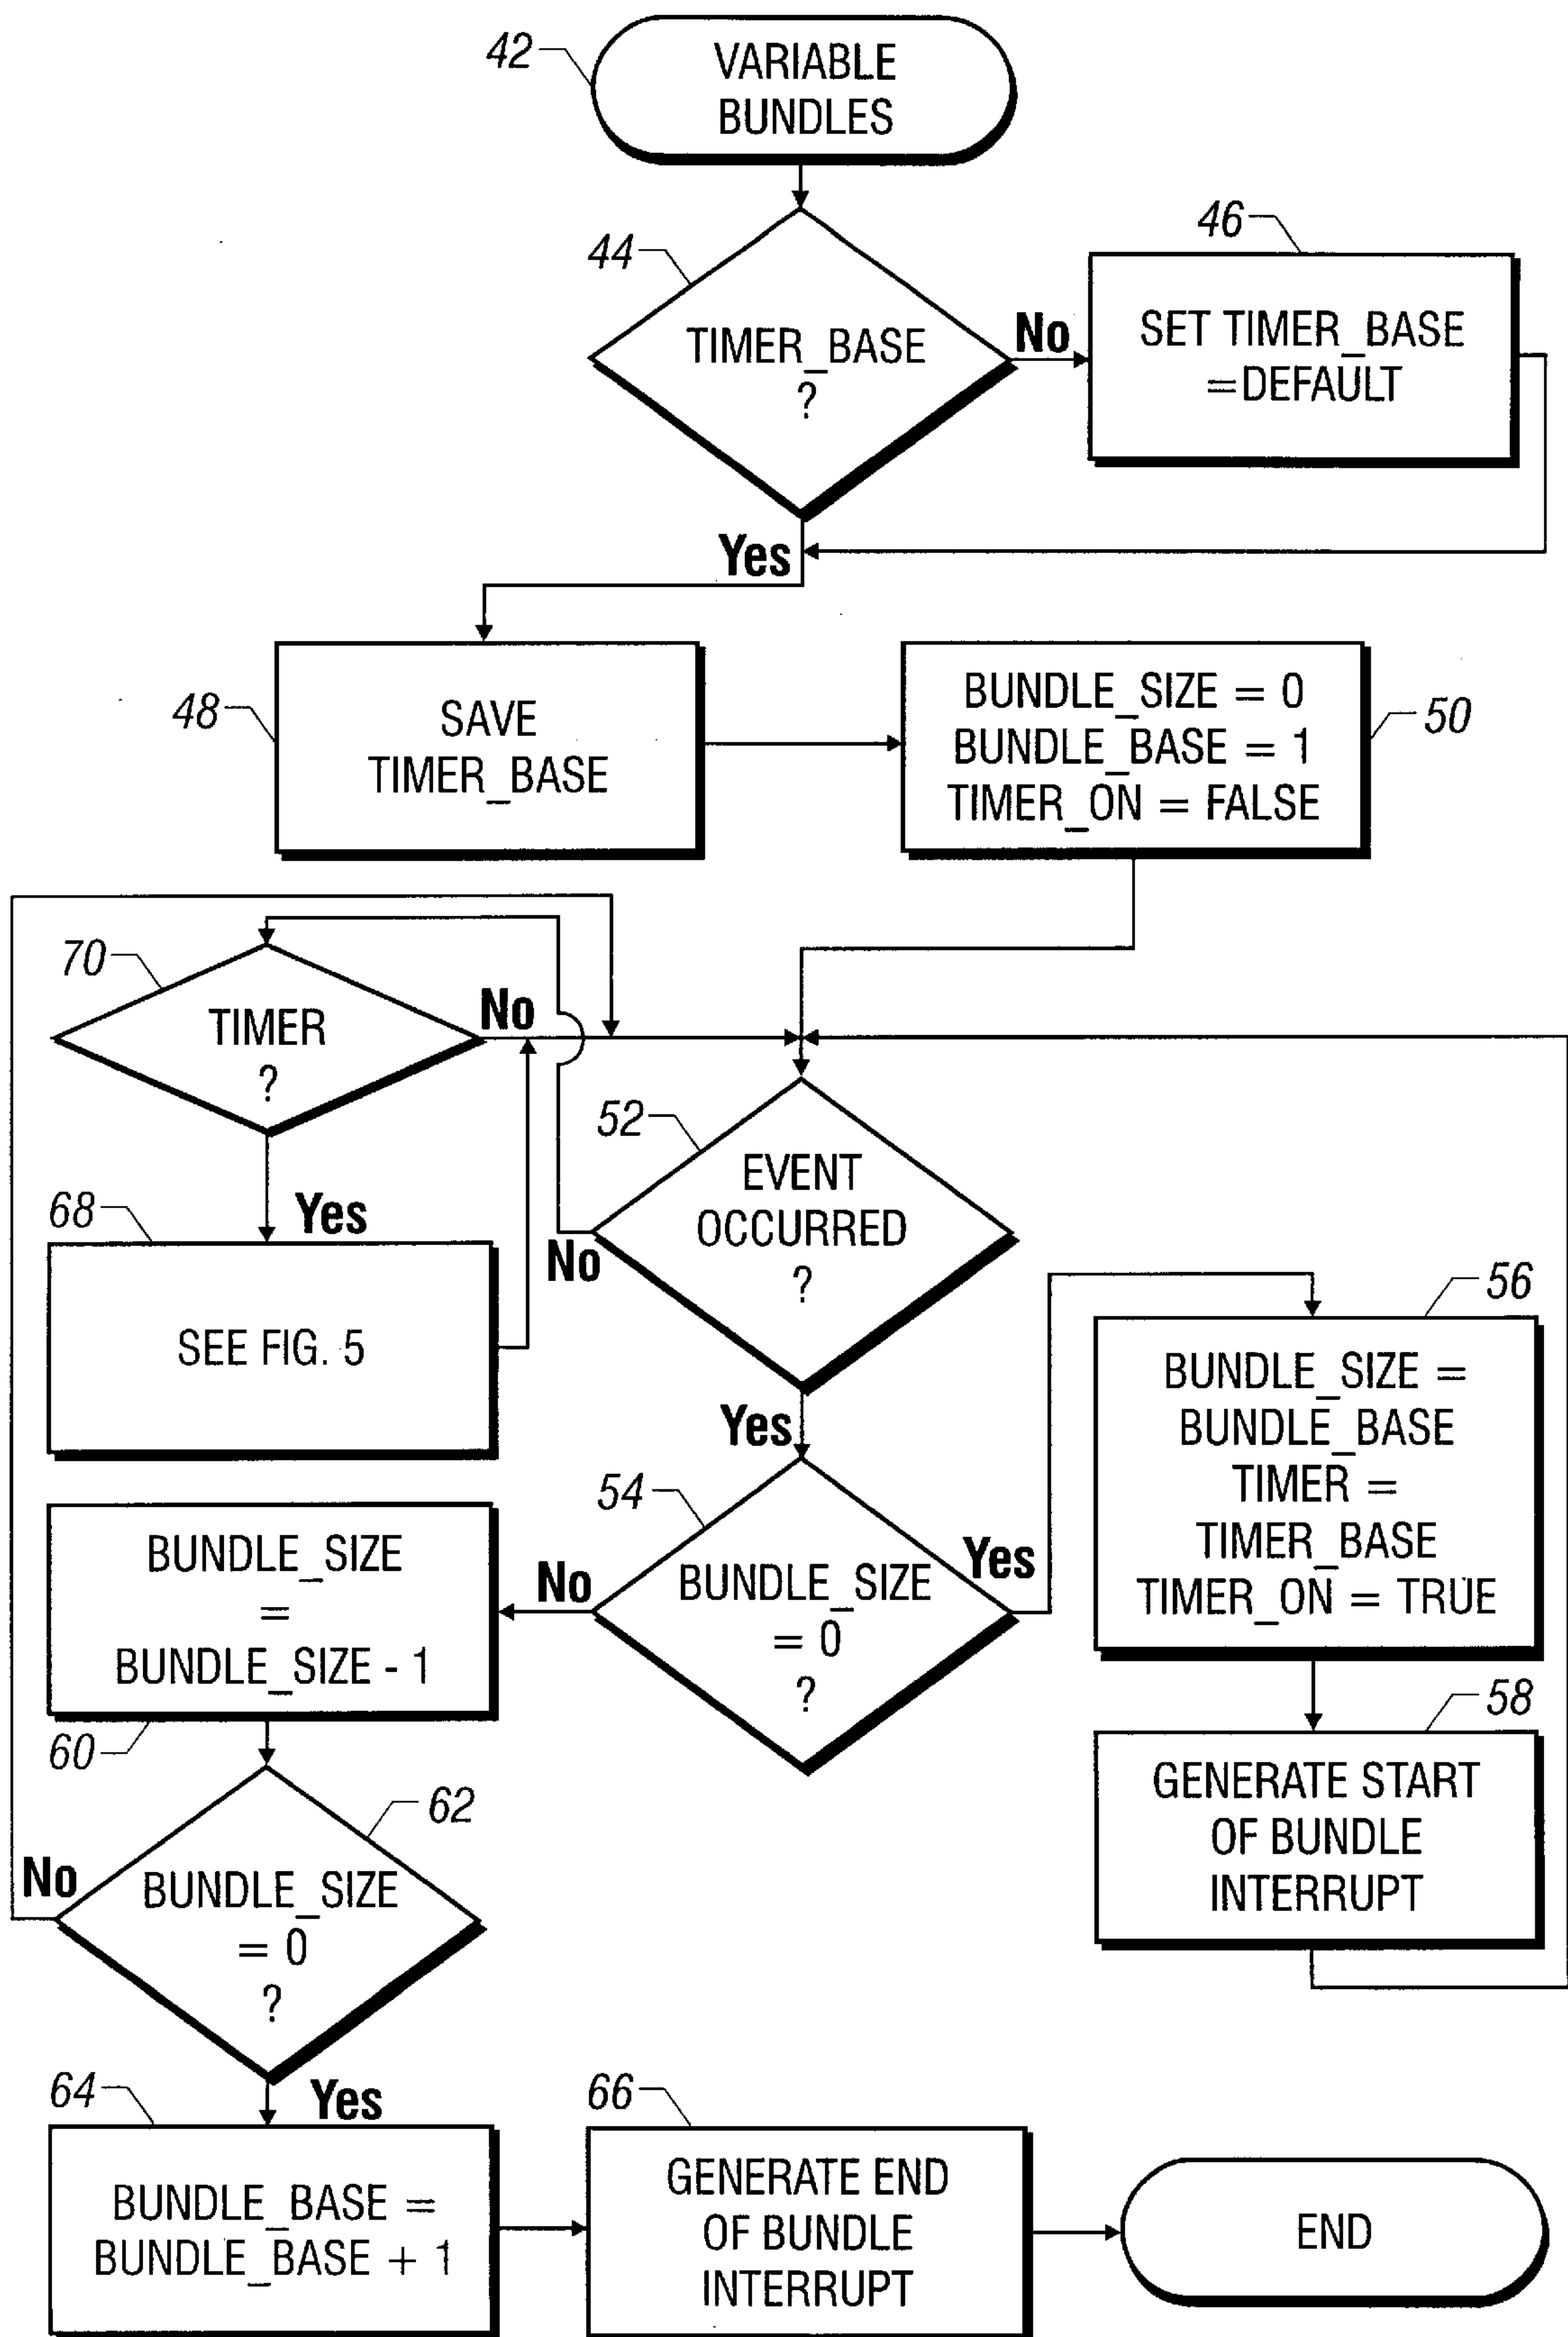 42
VARIABLE
BUNDLES
44
TIMER_BASE
?
No
46
SET TIMER_BASE
=DEFAULT
Yes
48
SAVE
TIMER_BASE
BUNDLE_SIZE = 0
BUNDLE_BASE = 1
TIMER_ON = FALSE
50
70
TIMER
?
No
Yes
68
SEE FIG. 5
52
EVENT
OCCURRED
?
No
Yes
54
BUNDLE_SIZE
= 0
?
Yes
No
56
BUNDLE_SIZE =
BUNDLE_BASE
TIMER =
TIMER_BASE
TIMER_ON = TRUE
58
GENERATE START
OF BUNDLE
INTERRUPT
BUNDLE_SIZE
=
BUNDLE_SIZE - 1
60
62
BUNDLE_SIZE
= 0
?
No
Yes
64
BUNDLE_BASE =
BUNDLE_BASE + 1
66
GENERATE END
OF BUNDLE
INTERRUPT
END